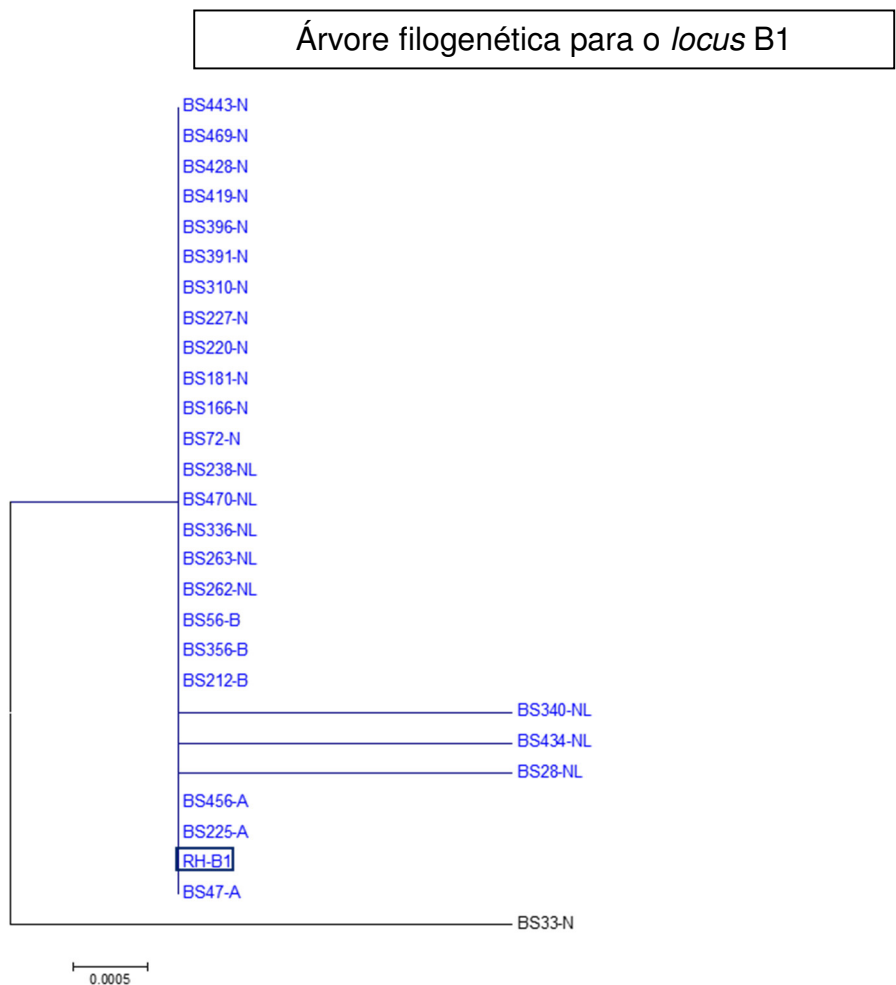 Árvore filogenética para o locus B1
BS443-N
BS469-N
BS428-N
BS419-N
BS396-N
BS391-N
BS310-N
BS227-N
BS220-N
BS181-N
BS166-N
BS72-N
BS238-NL
BS470-NL
BS336-NL
BS263-NL
BS262-NL
BS56-B
BS356-B
BS212-B
BS340-NL
BS434-NL
BS28-NL
BS456-A
BS225-A
RH-B1
BS47-A
BS33-N
0.0005